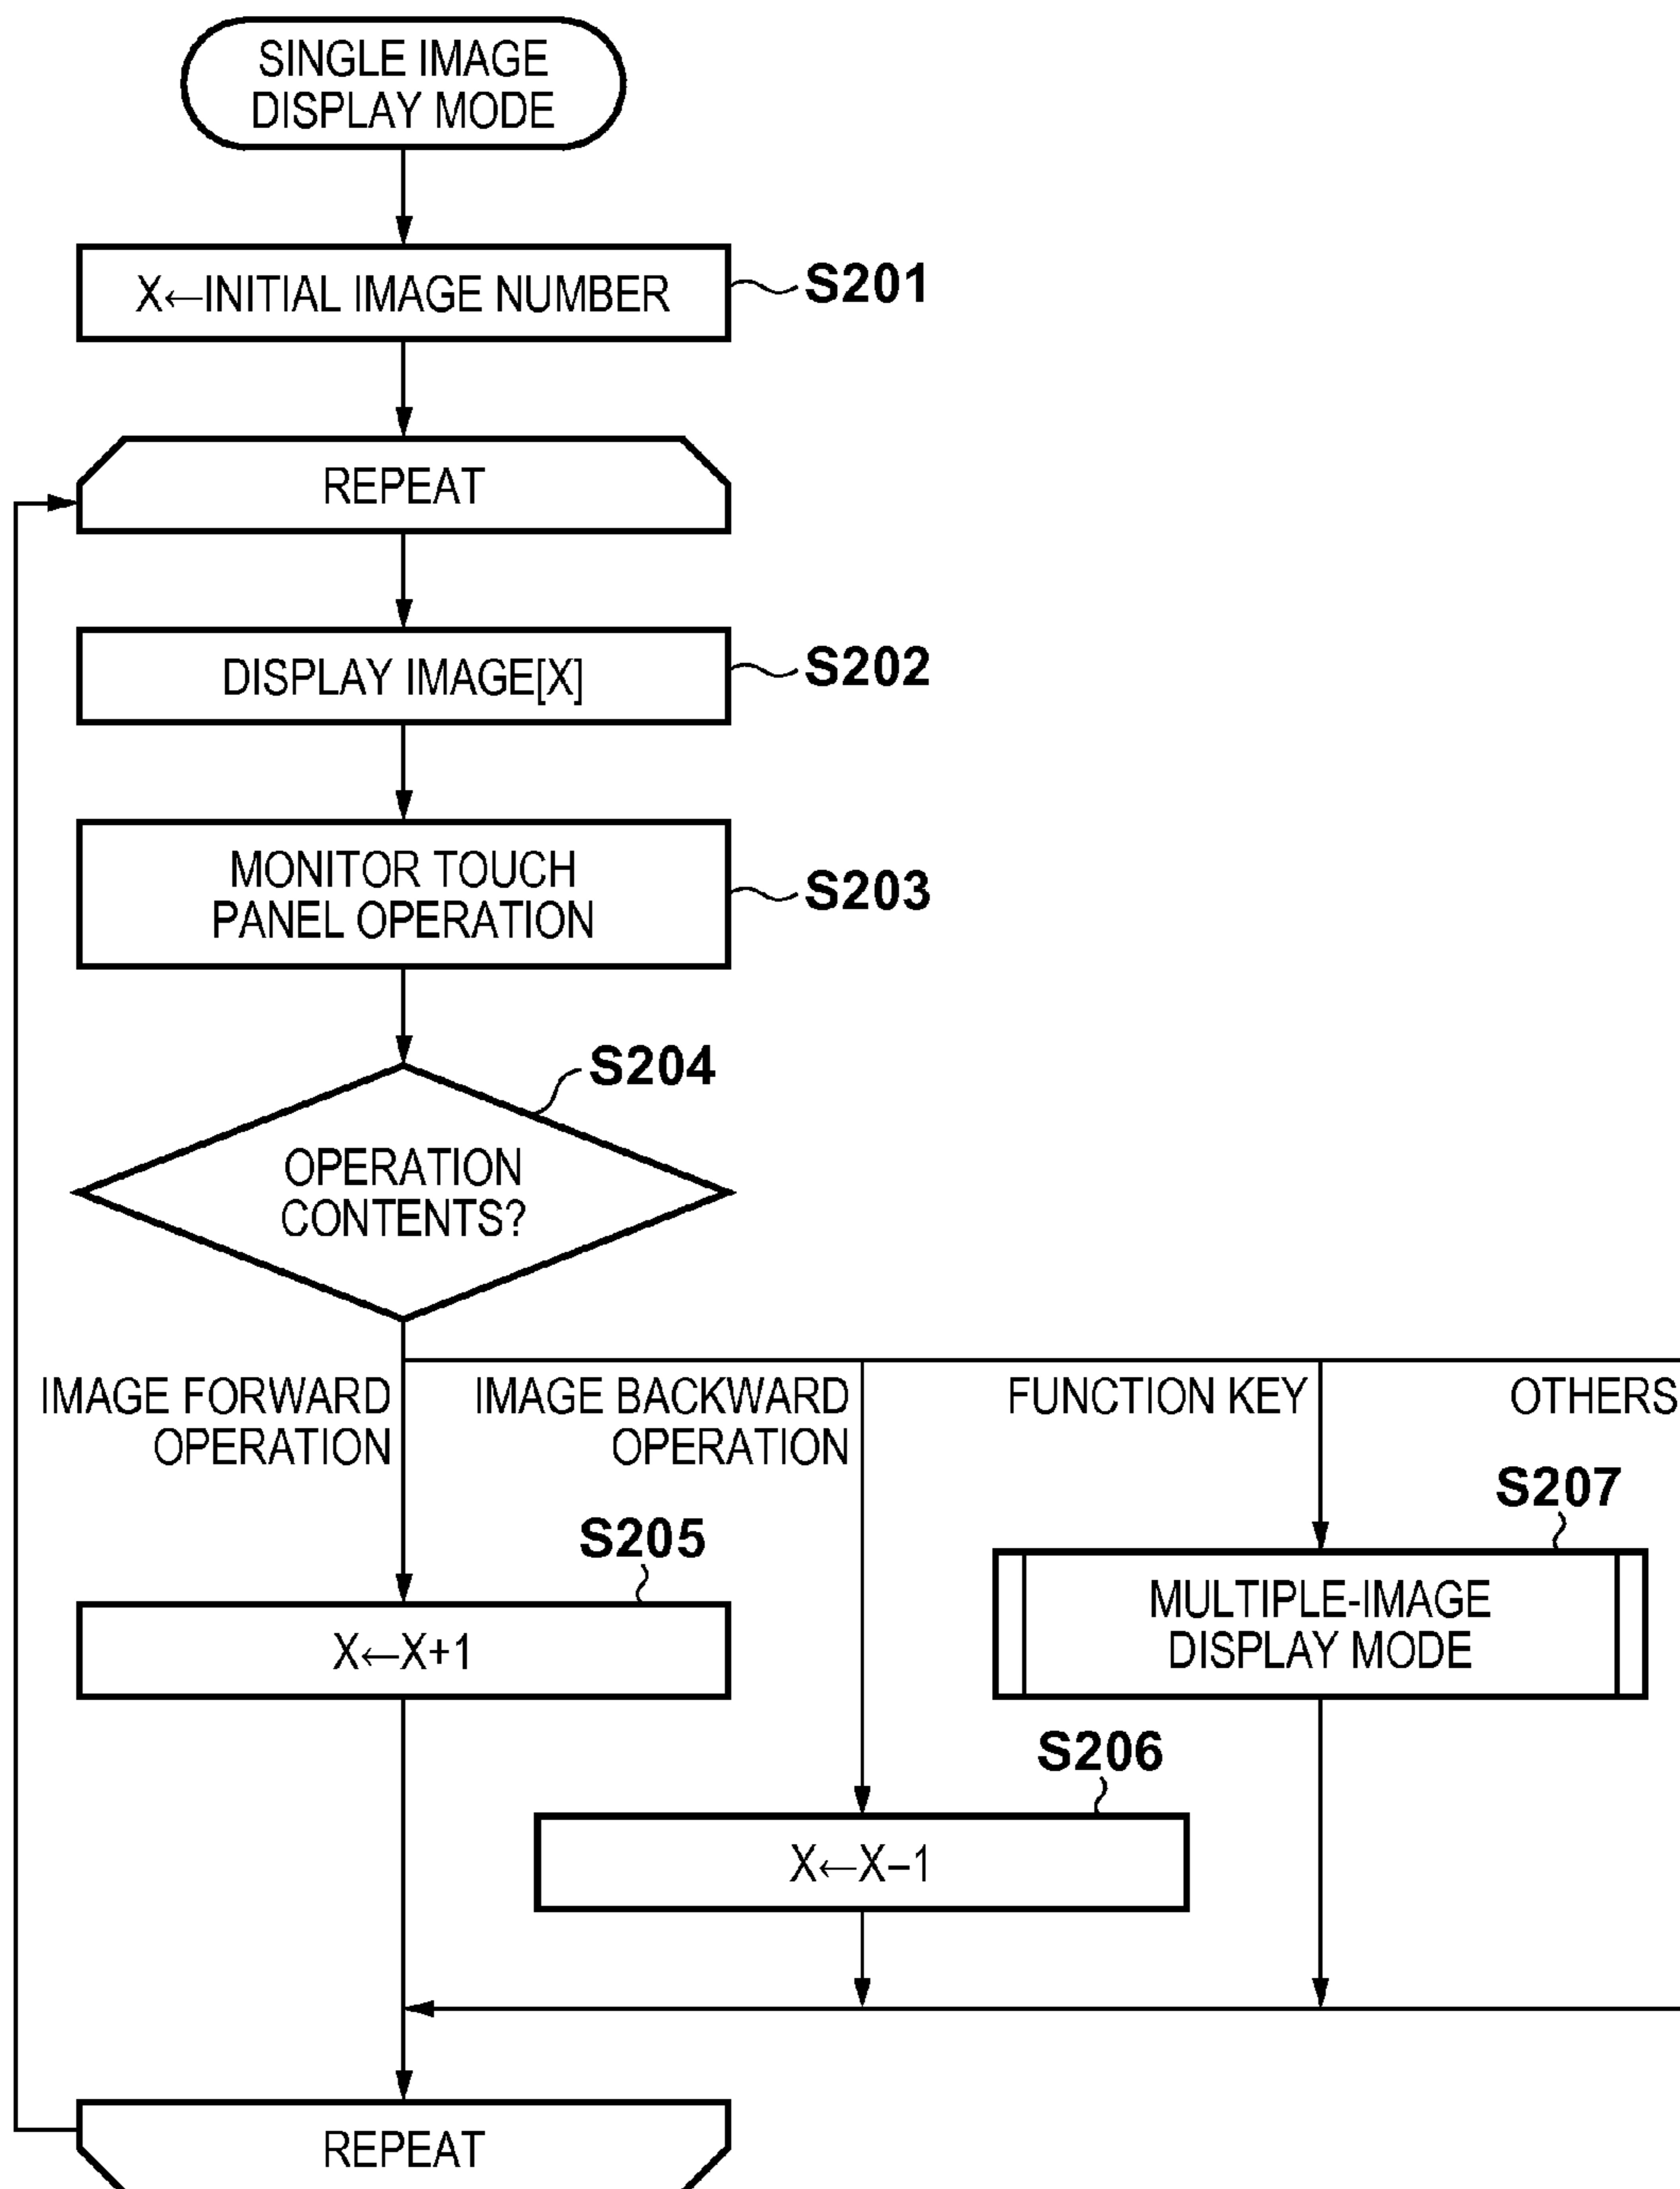 SINGLE IMAGE
DISPLAY MODE
X←INITIAL IMAGE NUMBER
S201
REPEAT
DISPLAY IMAGE[X]
S202
MONITOR TOUCH
PANEL OPERATION
S203
S204
OPERATION
CONTENTS?
IMAGE FORWARD
OPERATION
IMAGE BACKWARD
OPERATION
FUNCTION KEY
OTHERS
S207
MULTIPLE-IMAGE
DISPLAY MODE
S205
X←X+1
S206
X←X−1
REPEAT